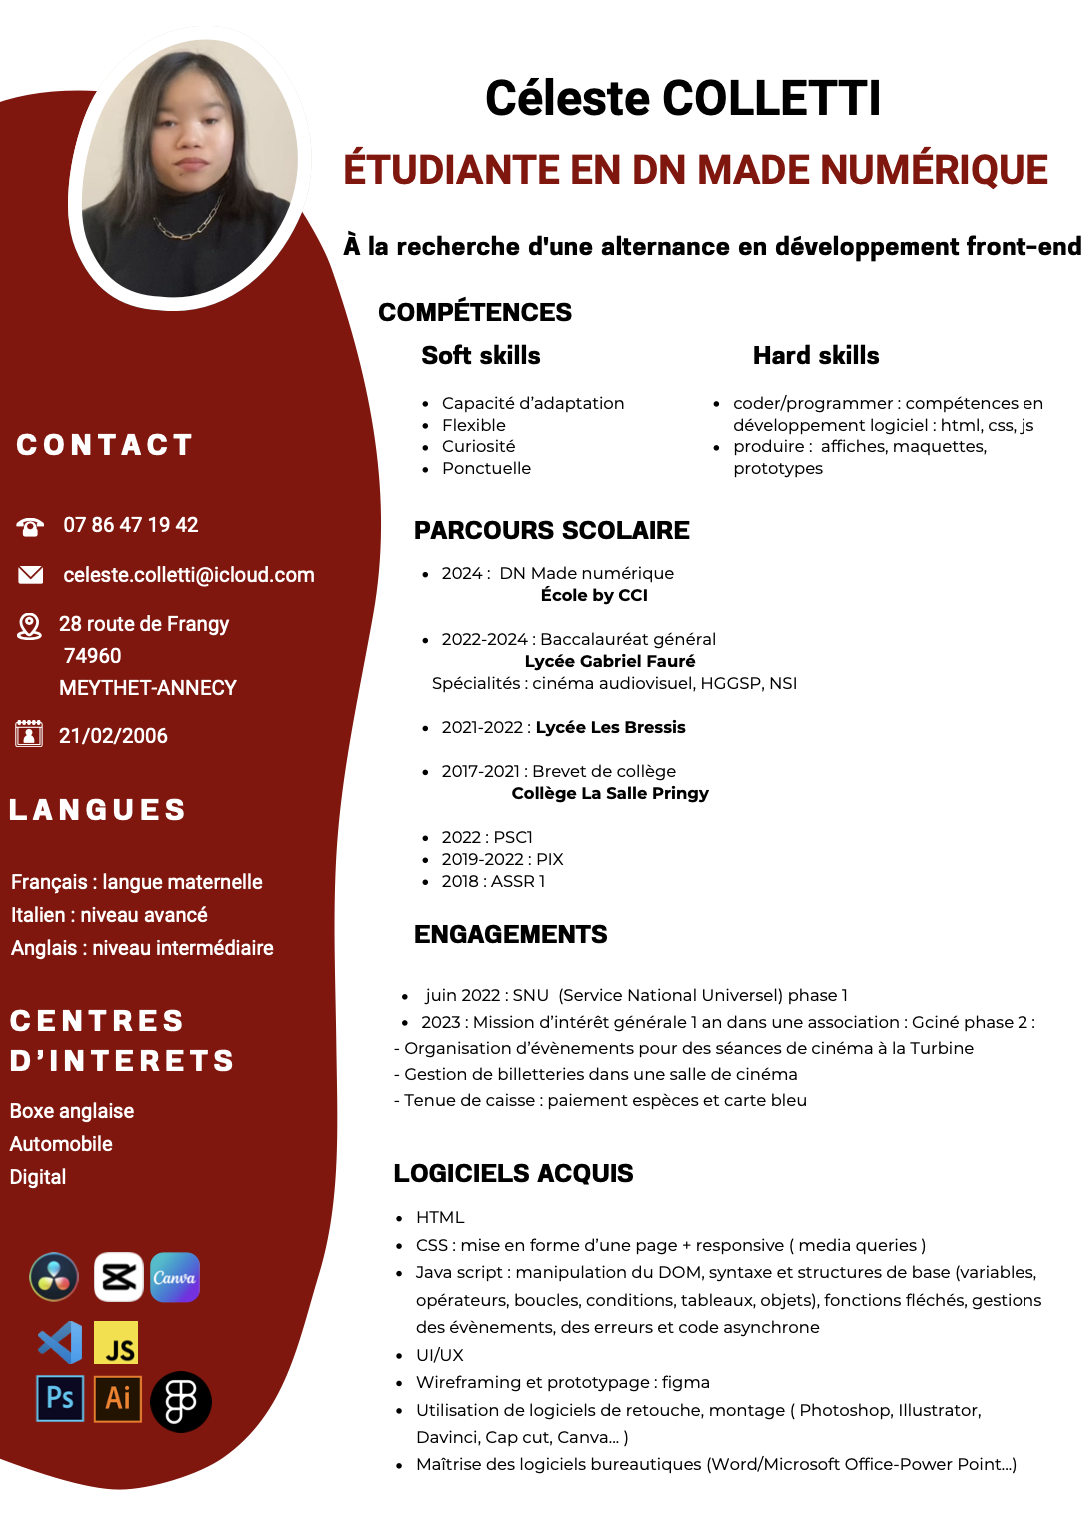 Céleste COLLETTI
ÉTUDIANTE EN DN MADE NUMÉRIQUE
À la recherche d'une alternance en développement front-end
CONTACT
07 86 47 19 42
celeste.colletti@icloud.com
28 route de Frangy
74960
MEYTHET-ANNECY
21/02/2006
LANGUES
Français : langue maternelle
Italien : niveau avancé
Anglais : niveau intermédiaire
CENTRES
D’INTERETS
Boxe anglaise
Automobile
Digital
Canva
JS
Ps
Ai
COMPÉTENCES
Soft skills
• Capacité d’adaptation
• Flexible
• Curiosité
• Ponctuelle
Hard skills
• coder/programmer : compétences en
développement logiciel : html, css, js
• produire :  affiches, maquettes,
prototypes
PARCOURS SCOLAIRE
• 2024 :  DN Made numérique
École by CCI
• 2022-2024 : Baccalauréat général
Lycée Gabriel Fauré
Spécialités : cinéma audiovisuel, HGGSP, NSI
• 2021-2022 : Lycée Les Bressis
• 2017-2021 : Brevet de collège
Collège La Salle Pringy
• 2022 : PSC1
• 2019-2022 : PIX
• 2018 : ASSR 1
ENGAGEMENTS
• juin 2022 : SNU  (Service National Universel) phase 1
• 2023 : Mission d’intérêt générale 1 an dans une association : Gciné phase 2 :
- Organisation d’évènements pour des séances de cinéma à la Turbine
- Gestion de billetteries dans une salle de cinéma
- Tenue de caisse : paiement espèces et carte bleu
LOGICIELS ACQUIS
• HTML
• CSS : mise en forme d’une page + responsive ( media queries )
• Java script : manipulation du DOM, syntaxe et structures de base (variables,
opérateurs, boucles, conditions, tableaux, objets), fonctions fléchés, gestions
des évènements, des erreurs et code asynchrone
• UI/UX
• Wireframing et prototypage : figma
• Utilisation de logiciels de retouche, montage ( Photoshop, Illustrator,
Davinci, Cap cut, Canva... )
• Maîtrise des logiciels bureautiques (Word/Microsoft Office-Power Point...)